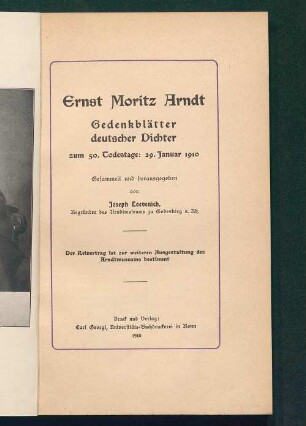 Ernst Moritz Arndt
Gedenkblätter
deutscher Dichter
zum 50. Todestage: 29. Januar 1910
Gesammelt und herausgegeben
von
Joseph Loevenich,
Begründer des Arndtmuseums zu Godesberg a. Rh.
Der Reinertrag ist zur weiteren Ausgestaltung des
Arndtmuseums bestimmt
Druck und Verlag:
Carl Georgi, Universitäts-Buchdruckerei in Bonn
1910